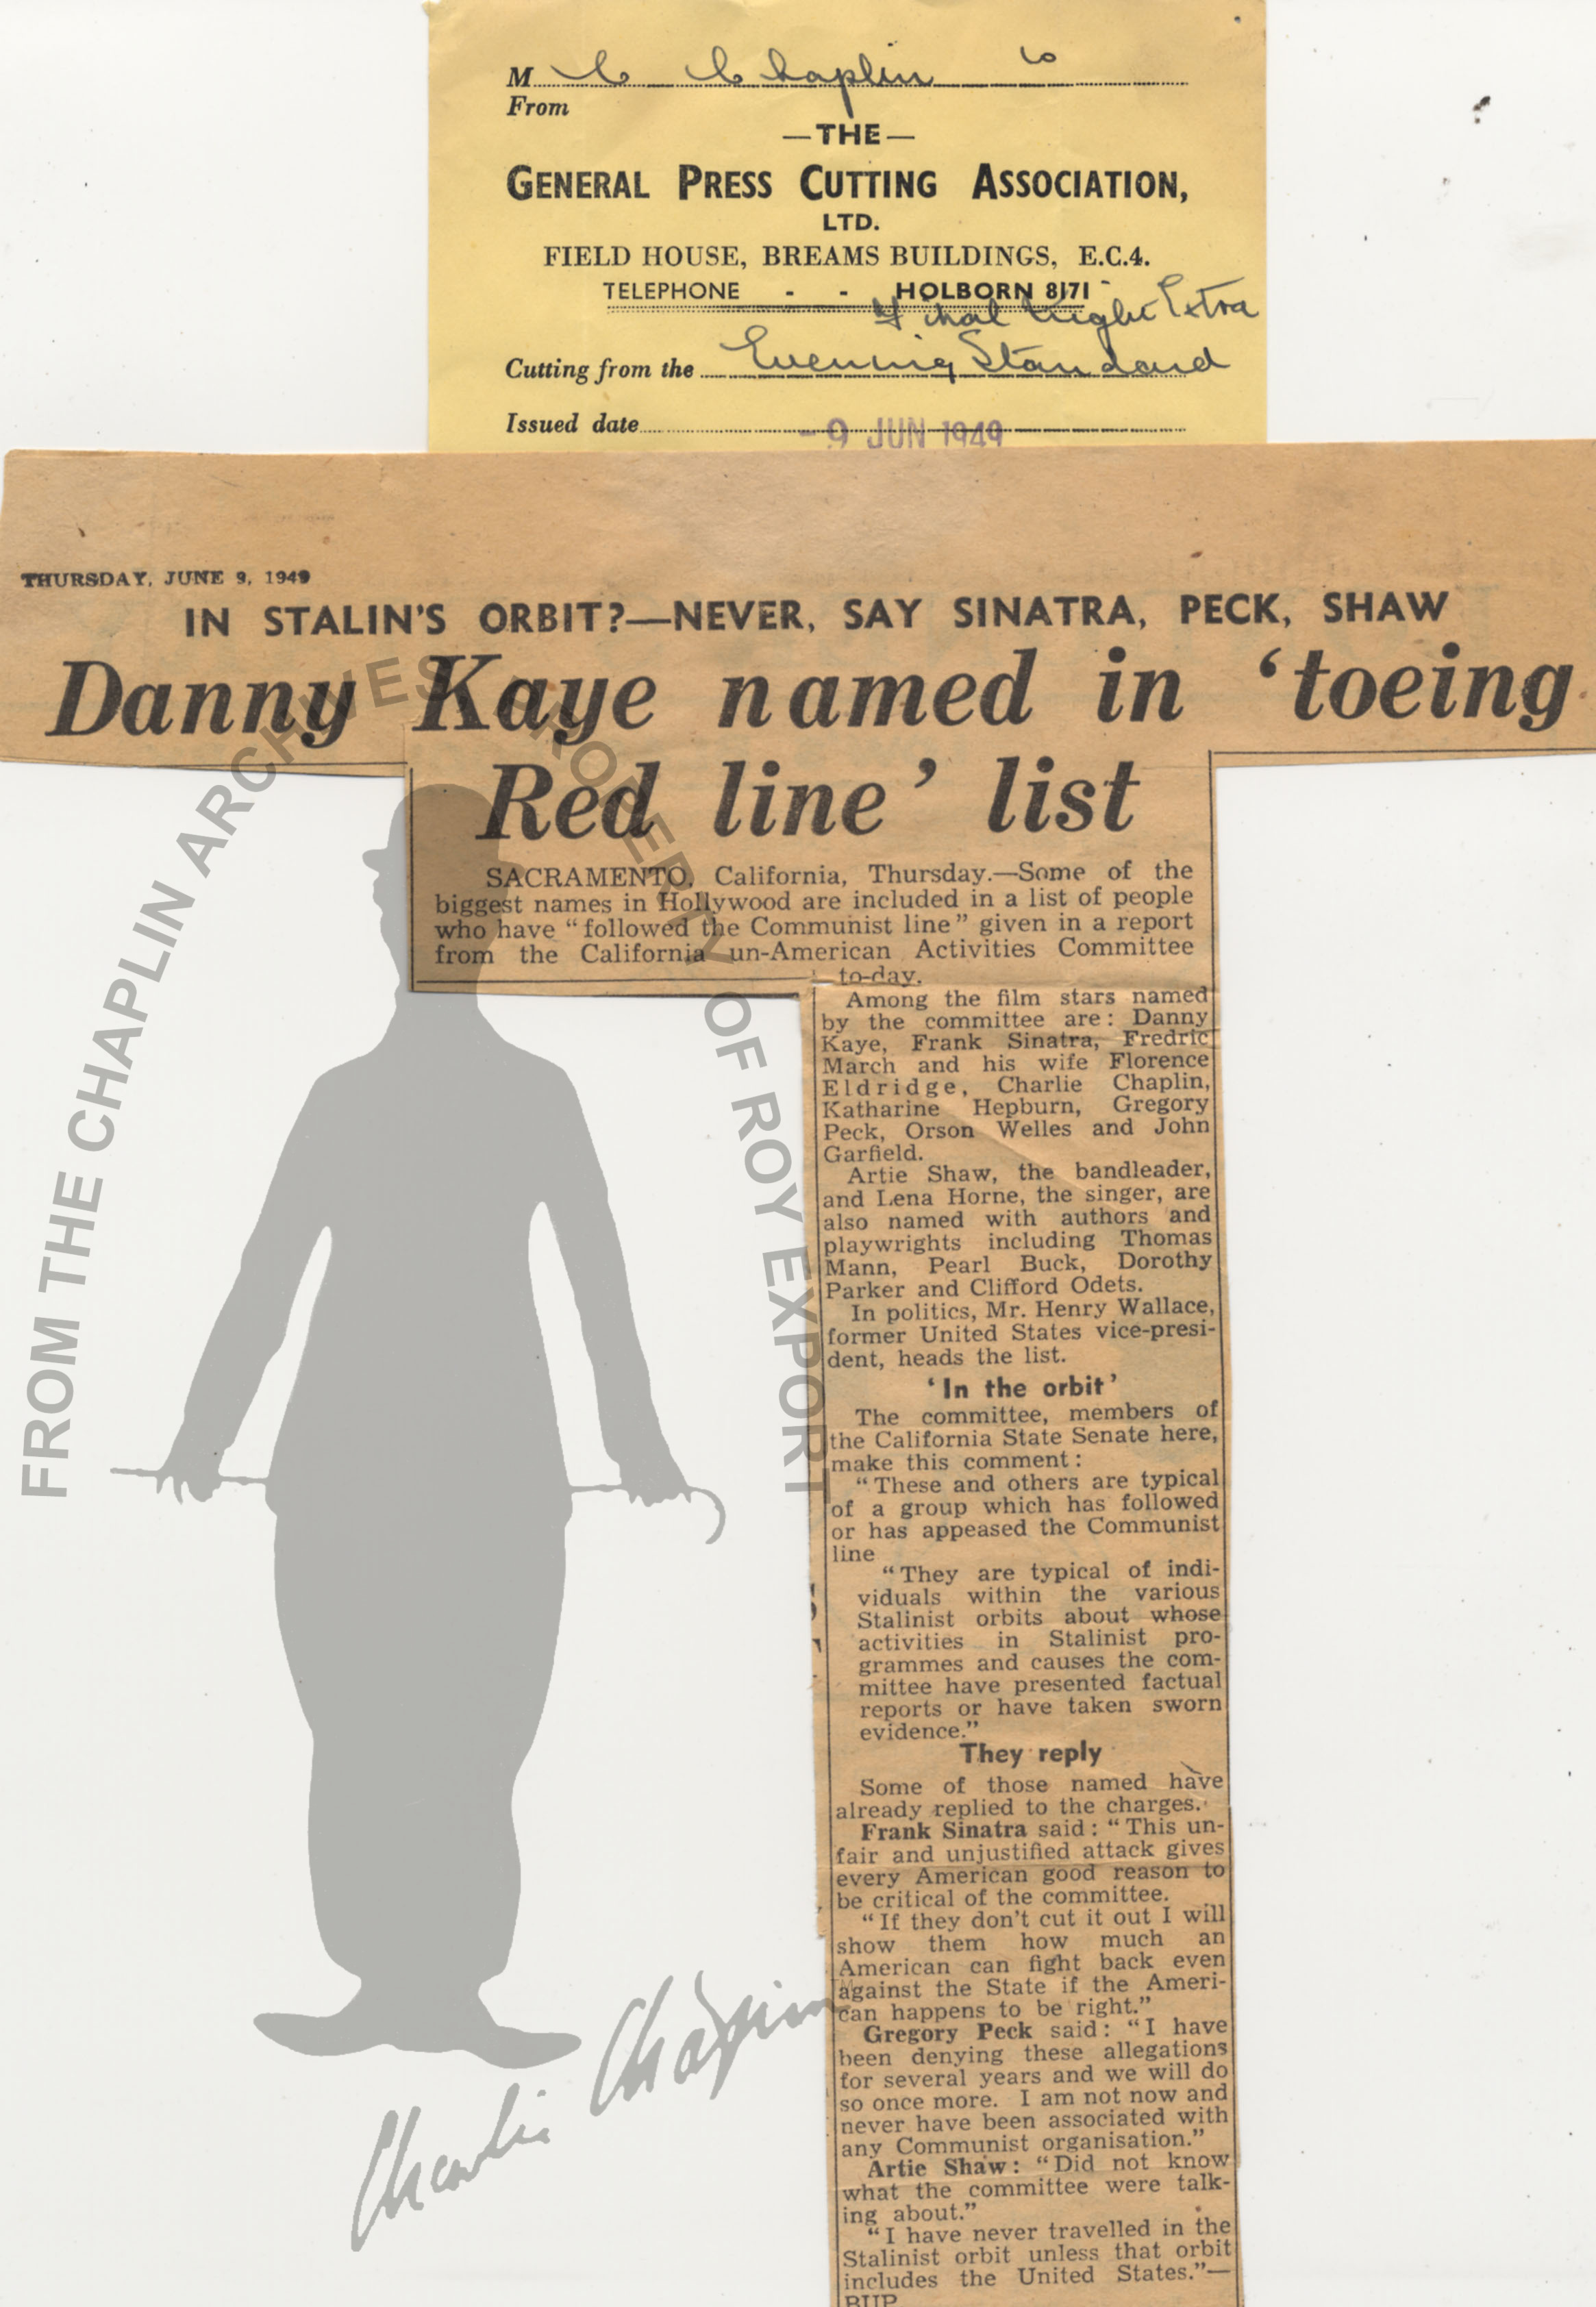 M C Chaplin
From
—THE—
GENERAL PRESS CUTTING ASSOCIATION,
LTD.
FIELD HOUSE, BREAMS BUILDINGS, E.C.4.
TELEPHONE - - HOLBORN 8171
Final Night Extra
Cutting from the Evening Standard
Issued date - 9 JUN 1949
THURSDAY, JUNE 9, 1949
IN STALIN'S ORBIT?—NEVER, SAY SINATRA, PECK, SHAW
Danny Kaye named in ‘toeing
Red line’ list
SACRAMENTO, California, Thursday.—Some of the
biggest names in Hollywood are included in a list of people
who have “followed the Communist line” given in a report
from the California un-American Activities Committee
to-day.
Among the film stars named
by the committee are: Danny
Kaye, Frank Sinatra, Fredric
March and his wife Florence
Eldridge, Charlie Chaplin,
Katharine Hepburn, Gregory
Peck, Orson Welles and John
Garfield.
Artie Shaw, the bandleader,
and Lena Horne, the singer, are
also named with authors and
playwrights including Thomas
Mann, Pearl Buck, Dorothy
Parker and Clifford Odets.
In politics, Mr. Henry Wallace,
former United States vice-presi-
dent, heads the list.
‘In the orbit’
The committee, members of
the California State Senate here,
make this comment:
“These and others are typical
of a group which has followed
or has appeased the Communist
line
“They are typical of indi-
viduals within the various
Stalinist orbits about whose
activities in Stalinist pro-
grammes and causes the com-
mittee have presented factual
reports or have taken sworn
evidence.”
They reply
Some of those named have
already replied to the charges.
Frank Sinatra said: “This un-
fair and unjustified attack gives
every American good reason to
be critical of the committee.
“If they don't cut it out I will
show them how much an
American can fight back even
against the State if the Ameri-
can happens to be right.”
Gregory Peck said: “I have
been denying these allegations
for several years and we will do
so once more. I am not now and
never have been associated with
any Communist organisation.”
Artie Shaw: “Did not know
what the committee were talk-
ing about.”
“I have never travelled in the
Stalinist orbit unless that orbit
includes the United States.”—
BUP
FROM THE CHAPLIN ARCHIVES PROPERTY OF ROY EXPORT
Charlie Chaplin